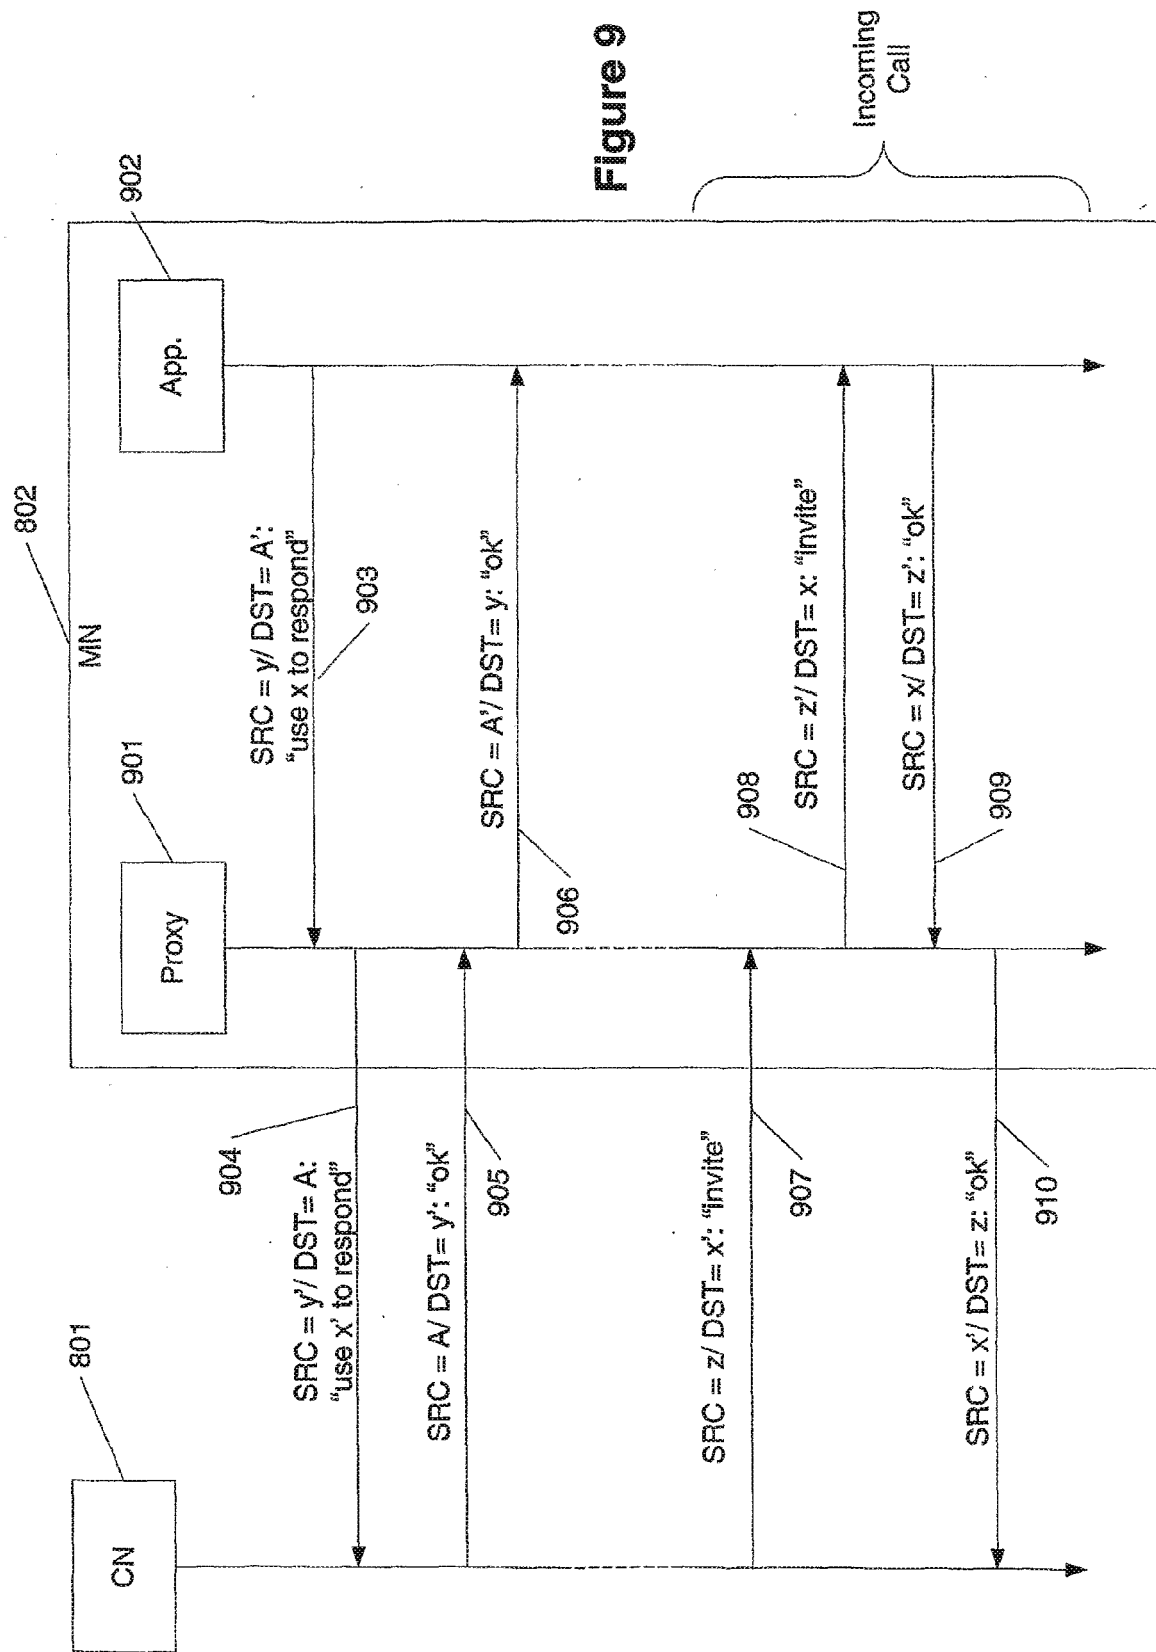 802
MN
801
CN
901
Proxy
902
App.
SRC = y/ DST= A':
"use x to respond"
903
904
SRC = y'/ DST= A:
"use x' to respond"
SRC = A/ DST= y': "ok"
905
SRC = A'/ DST= y: "ok"
906
SRC = z/ DST= x': "invite"
907
908
SRC = z'/ DST= x: "invite"
SRC = x/ DST= z': "ok"
909
SRC = x'/ DST= z: "ok"
910
Incoming
Call
Figure 9